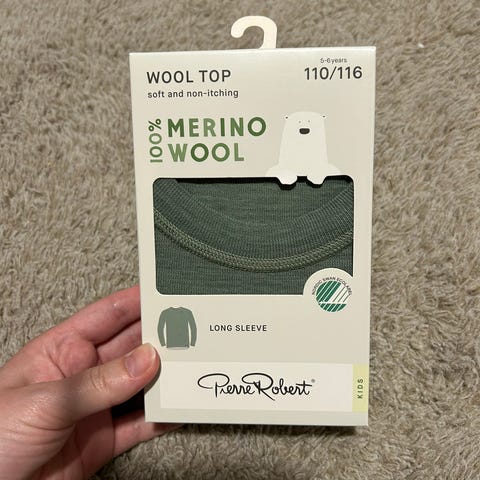 WOOL TOP
soft and non-itching
5-6 years
110/116
100%
MERINO
WOOL
NORDIC SWAN ECOLABEL
LONG SLEEVE
Pierre Robert®
KIDS